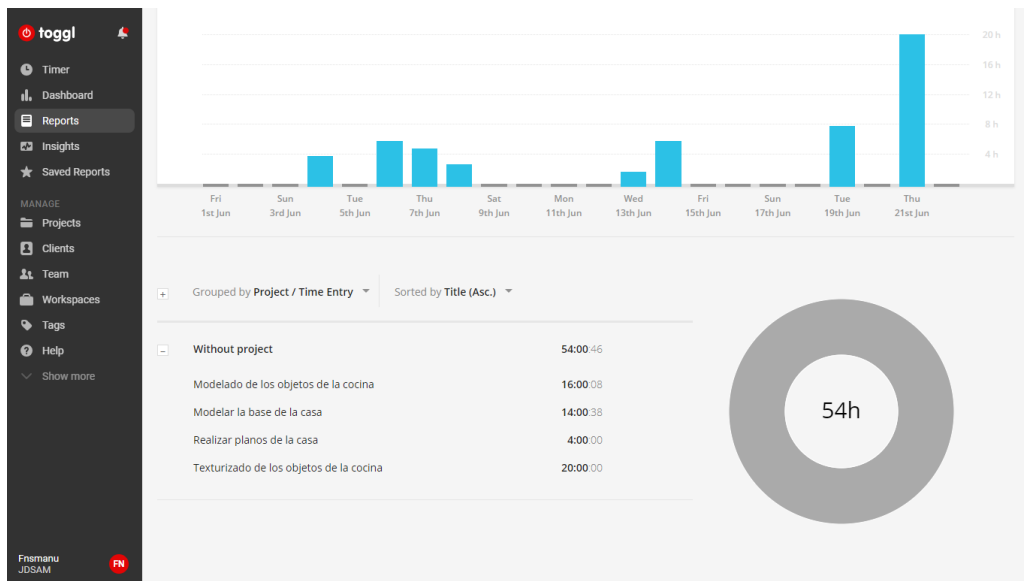 toggl
Timer
Dashboard
Reports
Insights
Saved Reports
MANAGE
Projects
Clients
Team
Workspaces
Tags
Help
Show more
Fnsmanu
JDSAM
FN
20 h
16 h
12 h
8 h
4 h
Fri Sun Tue Thu Sat Mon Wed Fri Sun Tue Thu
1st Jun 3rd Jun 5th Jun 7th Jun 9th Jun 11th Jun 13th Jun 15th Jun 17th Jun 19th Jun 21st Jun
Grouped by Project / Time Entry Sorted by Title (Asc.)
Without project 54:00:46
Modelado de los objetos de la cocina 16:00:08
Modelar la base de la casa 14:00:38
Realizar planos de la casa 4:00:00
Texturizado de los objetos de la cocina 20:00:00
54h